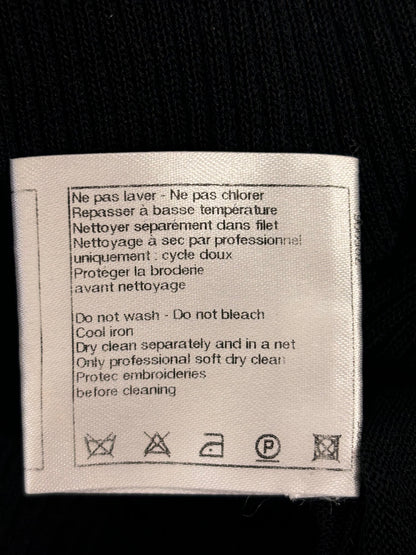 Ne pas laver - Ne pas chlorer
Repasser à basse température
Nettoyer separément dans filet
Nettoyage à sec par professionnel
uniquement : cycle doux
Protéger la broderie
avant nettoyage
Do not wash - Do not bleach
Cool iron
Dry clean separately and in a net
Only professional soft dry clean
Protec embroideries
before cleaning
P